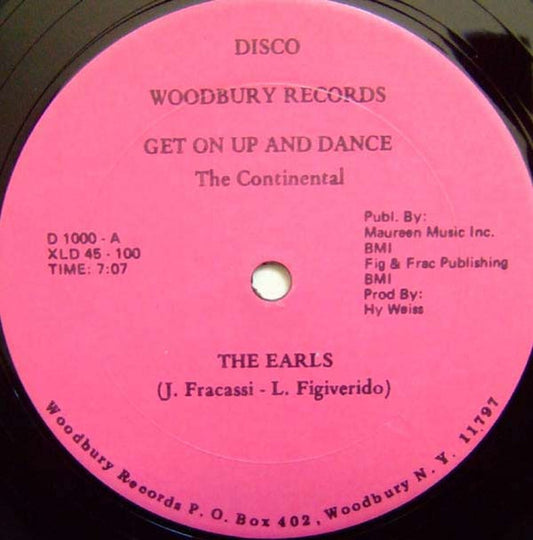 DISCO
WOODBURY RECORDS
GET ON UP AND DANCE
The Continental
D 1000 - A
XLD 45 - 100
TIME: 7:07
Publ. By:
Maureen Music Inc.
BMI
Fig & Frac Publishing
BMI
Prod By:
Hy Weiss
THE EARLS
(J. Fracassi - L. Figiverido)
Woodbury Records P. O. Box 402, Woodbury N. Y. 11797